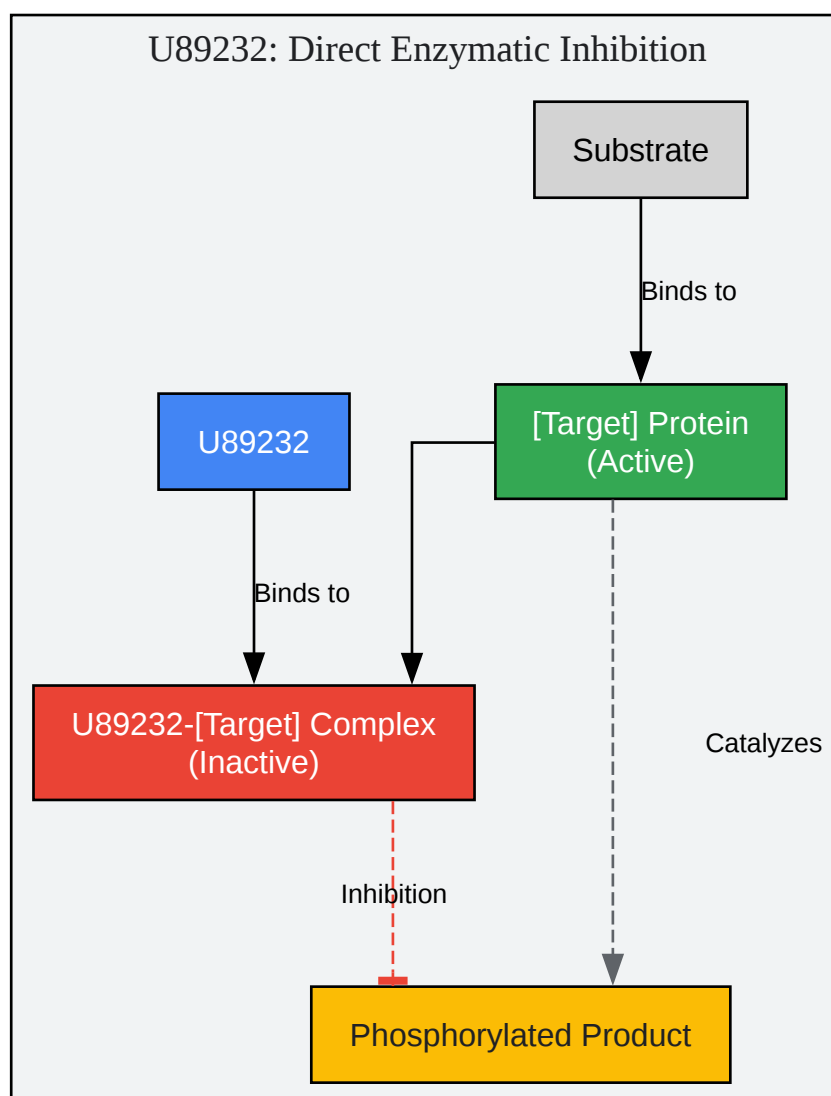 U89232: Direct Enzymatic Inhibition
Substrate
Binds to
U89232
[Target] Protein
(Active)
Binds to
U89232-[Target] Complex
(Inactive)
Catalyzes
Inhibition
Phosphorylated Product